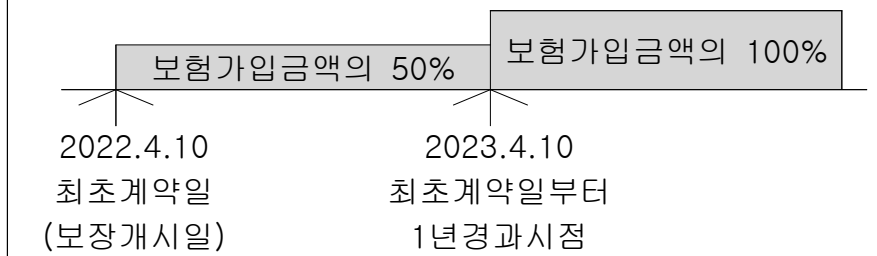 보험가입금액의 50%
보험가입금액의 100%
2022.4.10
최초계약일
(보장개시일)
2023.4.10
최초계약일부터
1년경과시점